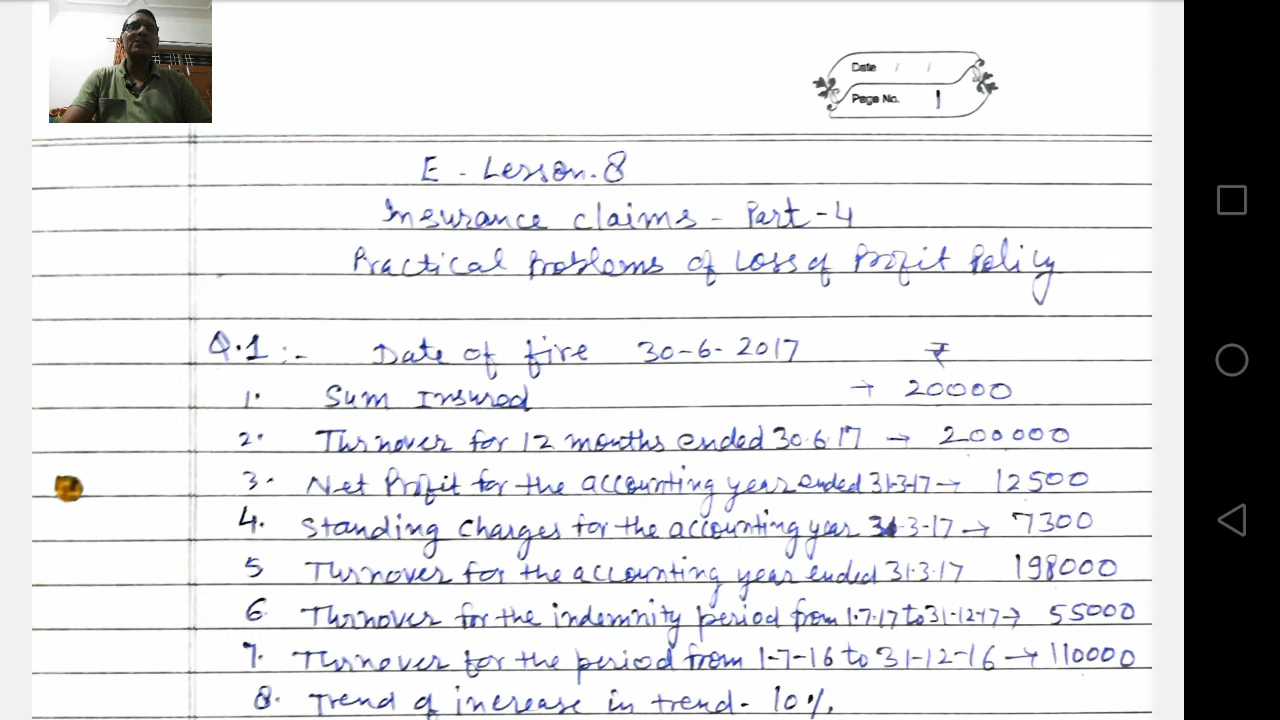 Date / /
Page No. 1
E - Lesson-8
Insurance claims - Part-4
Practical Problems of Loss of Profit Policy
Q.1:- Date of fire 30-6-2017 ₹
1. Sum Insured → 20000
2. Turnover for 12 months ended 30.6.17 → 200000
3. Net Profit for the accounting year ended 31.3.17 → 12500
4. Standing Charges for the accounting year 31.3-17 → 7300
5 Turnover for the accounting year ended 31.3.17 198000
6 Turnover for the indemnity period from 1.7.17 to 31-12-17 → 55000
7. Turnover for the period from 1-7-16 to 31-12-16 → 110000
8. Trend of increase in trend - 10%.